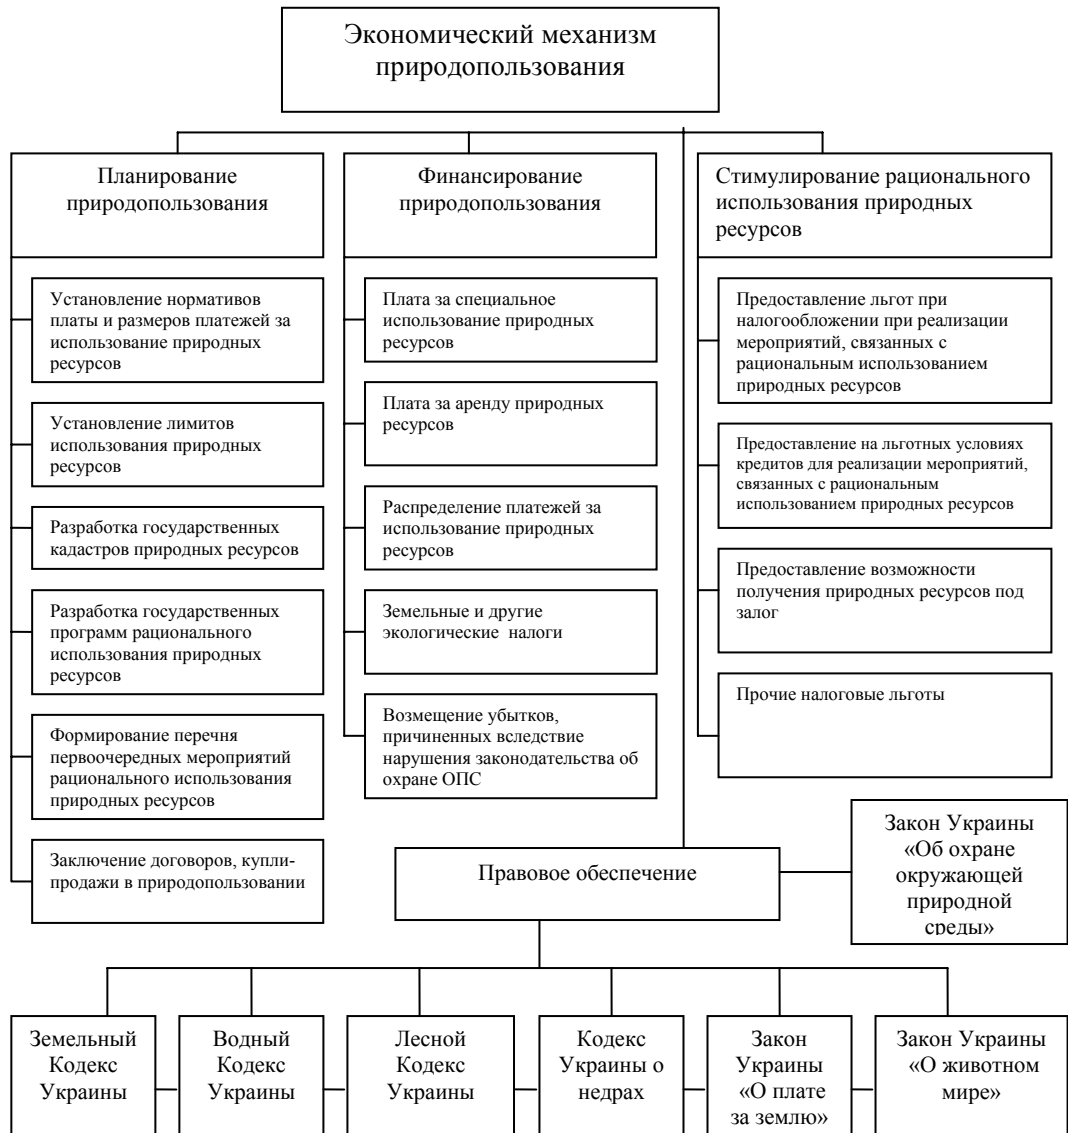 Экономический механизм
природопользования
Планирование
природопользования
Установление нормативов
платы и размеров платежей за
использование природных
ресурсов
Установление лимитов
использования природных
ресурсов
Разработка государственных
кадастров природных ресурсов
Разработка государственных
программ рационального
использования природных
ресурсов
Формирование перечня
первоочередных мероприятий
рационального использования
природных ресурсов
Заключение договоров, купли-
продажи в природопользовании
Финансирование
природопользования
Плата за специальное
использование природных
ресурсов
Плата за аренду природных
ресурсов
Распределение платежей за
использование природных
ресурсов
Земельные и другие
экологические налоги
Возмещение убытков,
причиненных вследствие
нарушения законодательства об
охране ОПС
Стимулирование рационального
использования природных
ресурсов
Предоставление льгот при
налогообложении при реализации
мероприятий, связанных с
рациональным использованием
природных ресурсов
Предоставление на льготных условиях
кредитов для реализации мероприятий,
связанных с рациональным
использованием природных ресурсов
Предоставление возможности
получения природных ресурсов под
залог
Прочие налоговые льготы
Правовое обеспечение
Закон Украины
«Об охране
окружающей
природной
среды»
Земельный
Кодекс
Украины
Водный
Кодекс
Украины
Лесной
Кодекс
Украины
Кодекс
Украины о
недрах
Закон
Украины
«О плате
за землю»
Закон Украины
«О животном
мире»